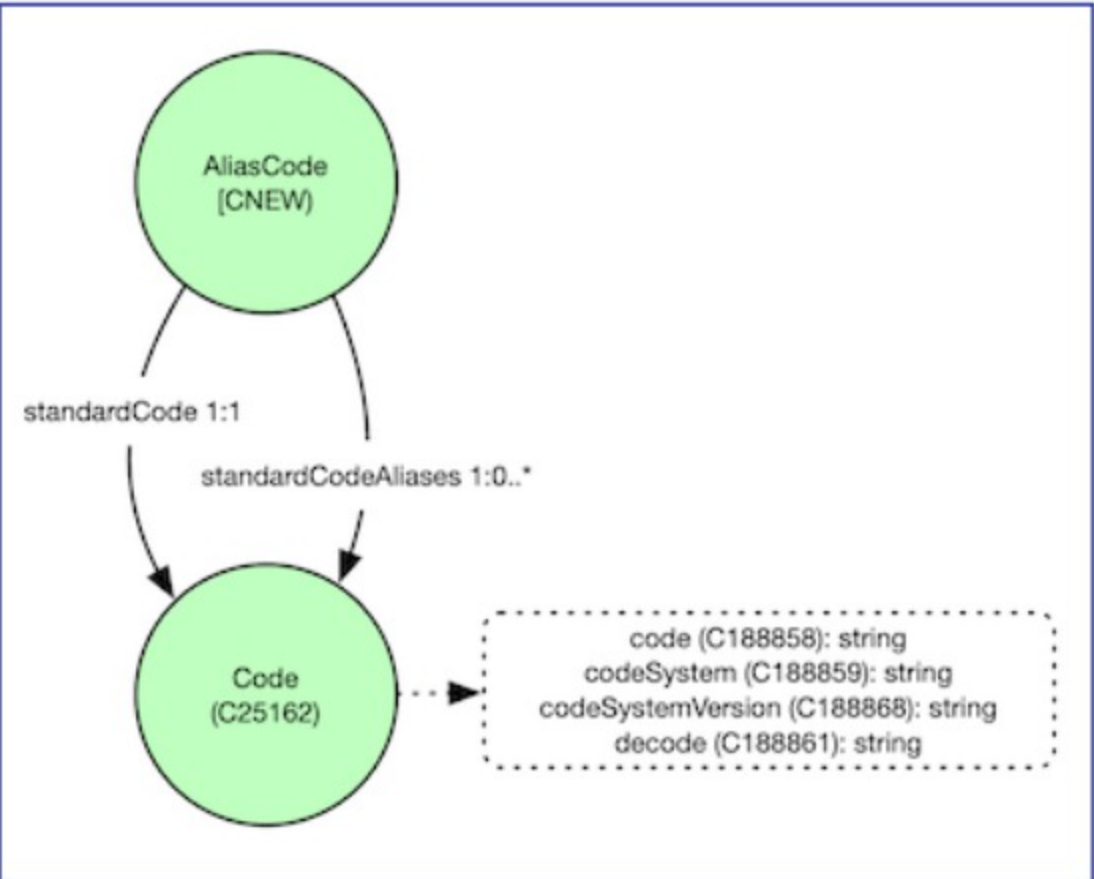 AliasCode
[CNEW)
standardCode 1:1
standardCodeAliases 1:0..*
Code
(C25162)
code (C188858): string
codeSystem (C188859): string
codeSystemVersion (C188868): string
decode (C188861): string